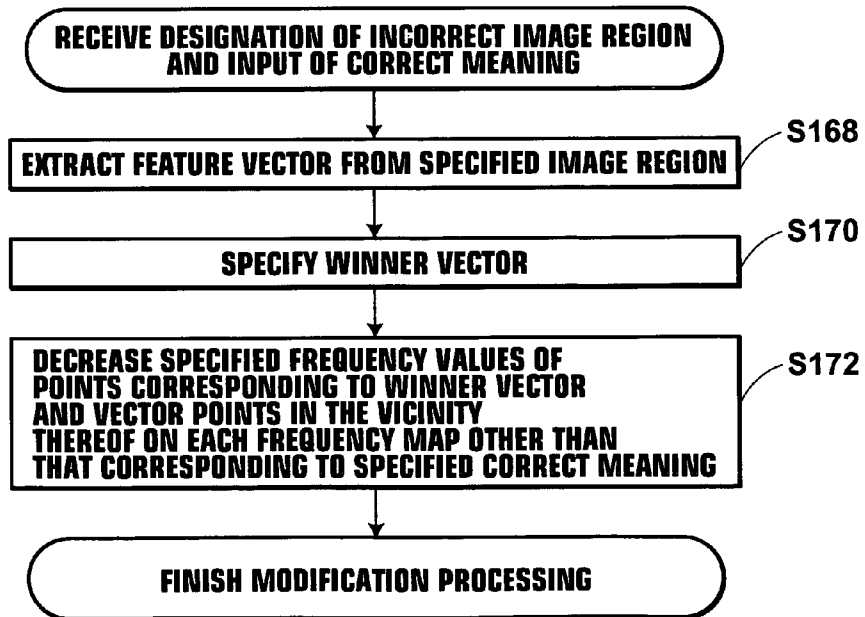 RECEIVE DESIGNATION OF INCORRECT IMAGE REGION
AND INPUT OF CORRECT MEANING
S168
EXTRACT FEATURE VECTOR FROM SPECIFIED IMAGE REGION
S170
SPECIFY WINNER VECTOR
S172
DECREASE SPECIFIED FREQUENCY VALUES OF
POINTS CORRESPONDING TO WINNER VECTOR
AND VECTOR POINTS IN THE VICINITY
THEREOF ON EACH FREQUENCY MAP OTHER THAN
THAT CORRESPONDING TO SPECIFIED CORRECT MEANING
FINISH MODIFICATION PROCESSING